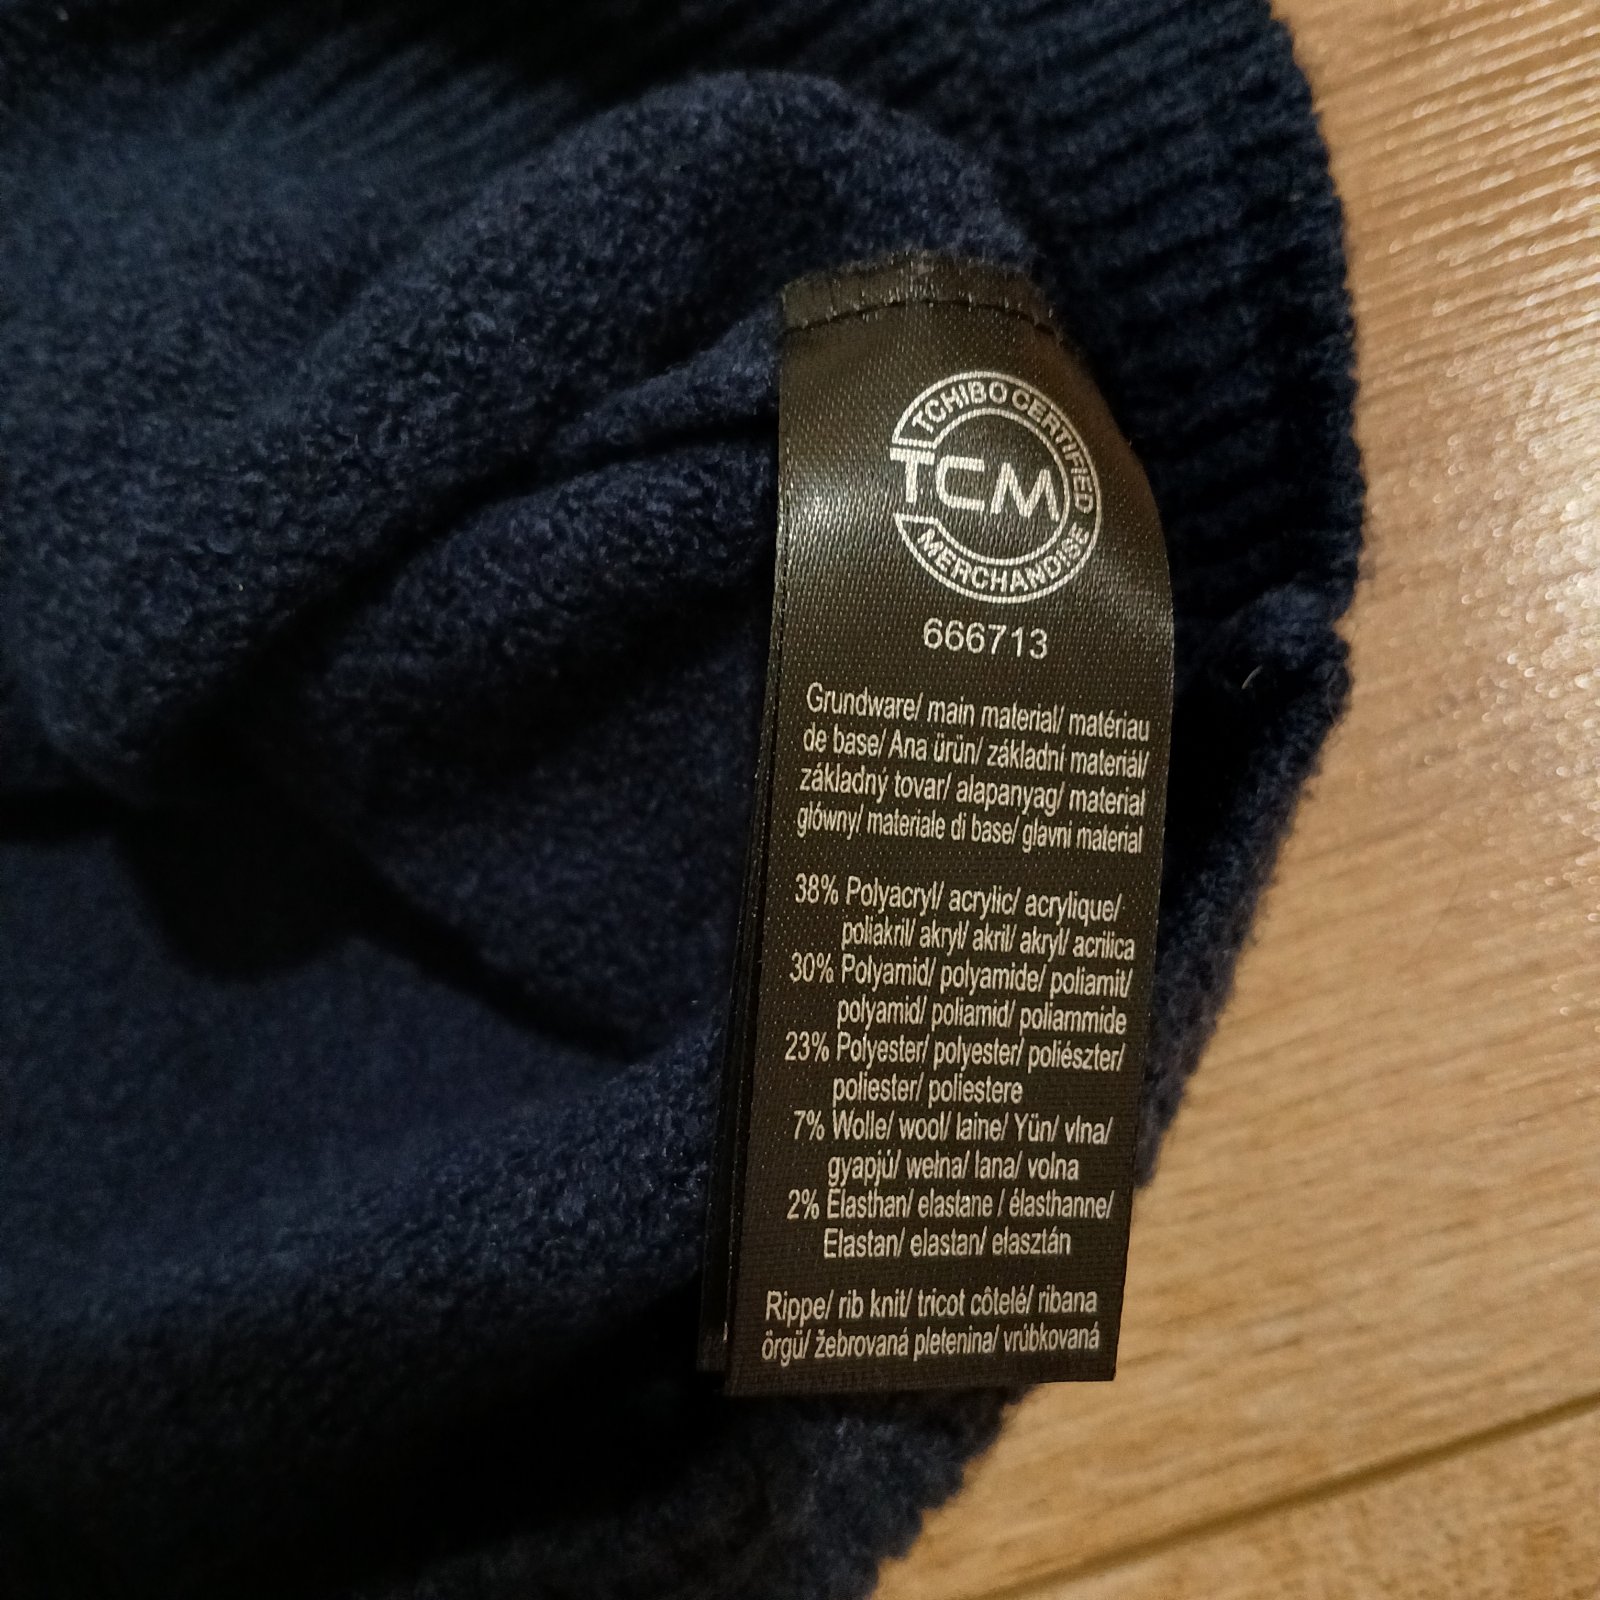 TCHIBO CERTIFIED
TCM
MERCHANDISE
666713
Grundware/ main material/ matériau
de base/ Ana ürün/ základní materiál/
základný tovar/ alapanyag/ materiał
główny/ materiale di base/ glavni material
38% Polyacryl/ acrylic/ acrylique/
poliakril/ akryl/ akril/ akryl/ acrilica
30% Polyamid/ polyamide/ poliamit/
polyamid/ poliamid/ poliammide
23% Polyester/ polyester/ poliészter/
poliester/ poliestere
7% Wolle/ wool/ laine/ Yün/ vlna/
gyapjú/ wełna/ lana/ volna
2% Elasthan/ elastane / élasthanne/
Elastan/ elastan/ elasztán
Rippe/ rib knit/ tricot côtelé/ ribana
örgü/ žebrovaná pletenina/ vrúbkovaná